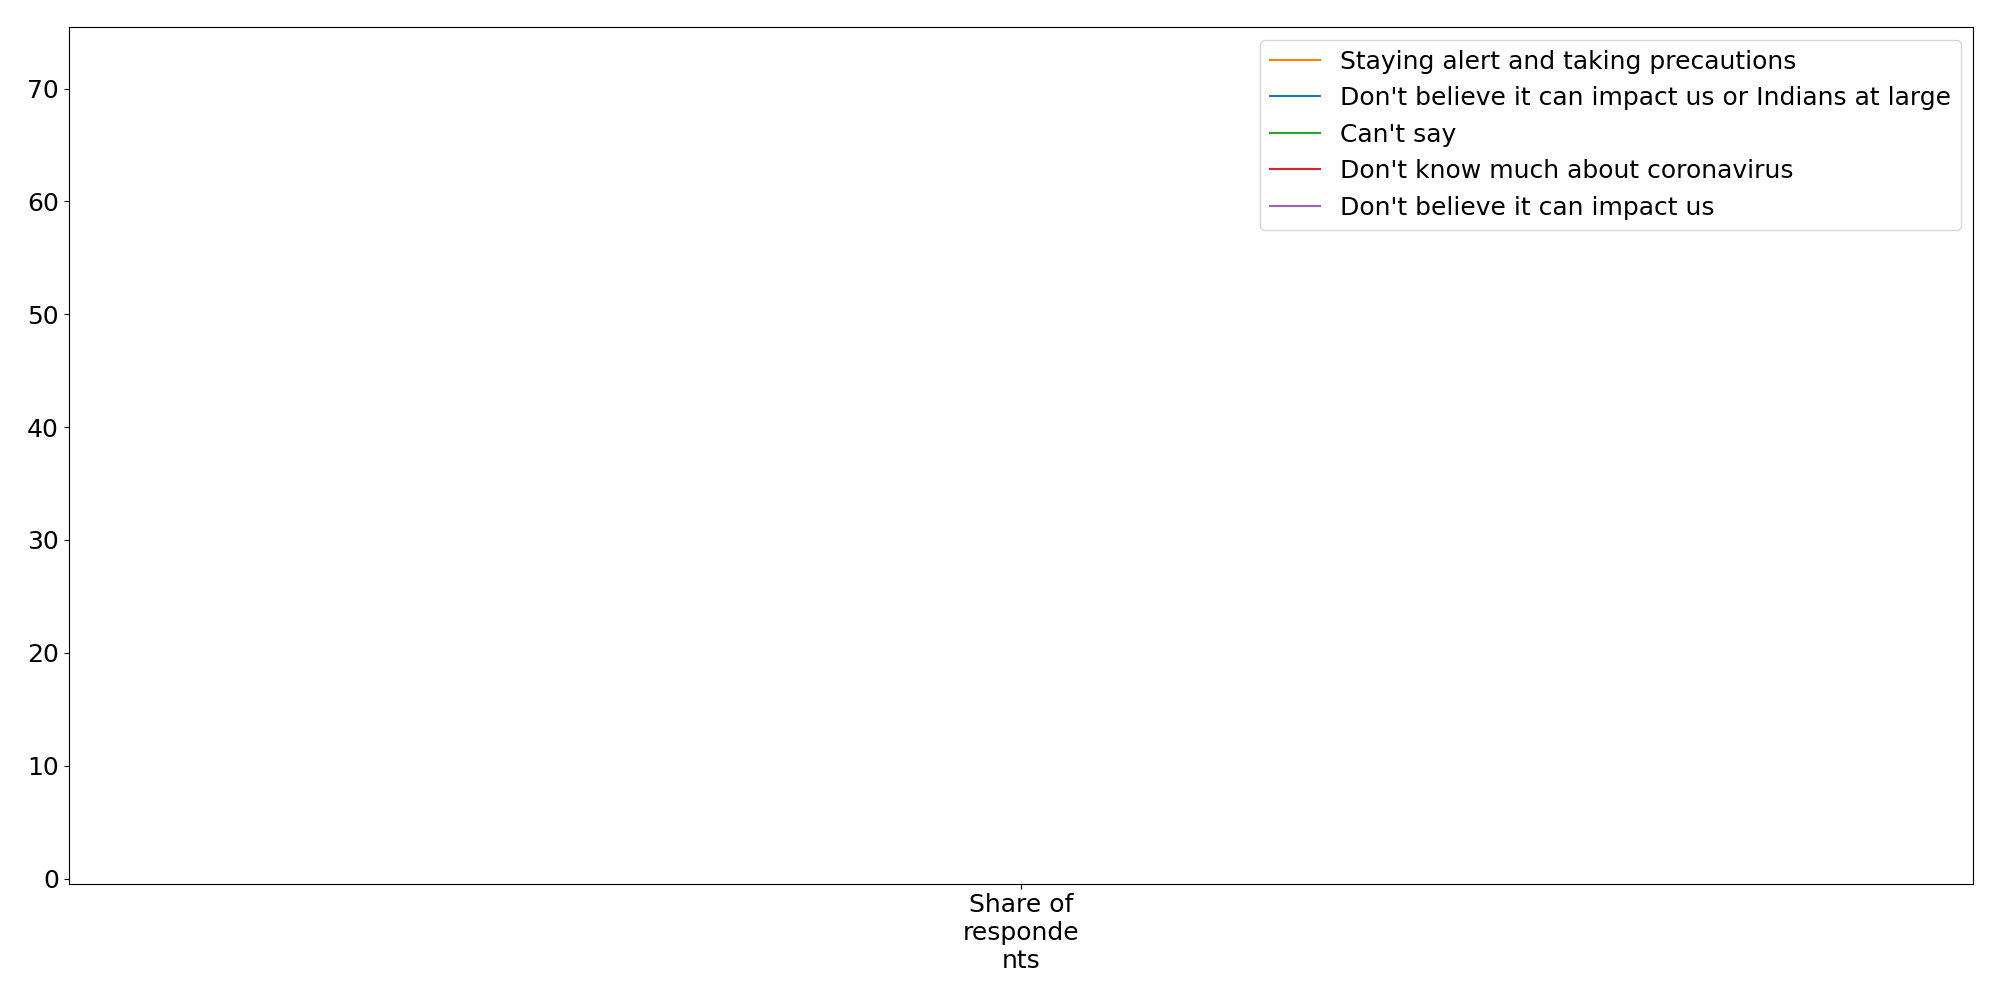 Staying alert and taking precautions
Don't believe it can impact us or Indians at large
Can't say
Don't know much about coronavirus
Don't believe it can impact us
70
60
50
40
30
20
10
0
Share of
responde
nts